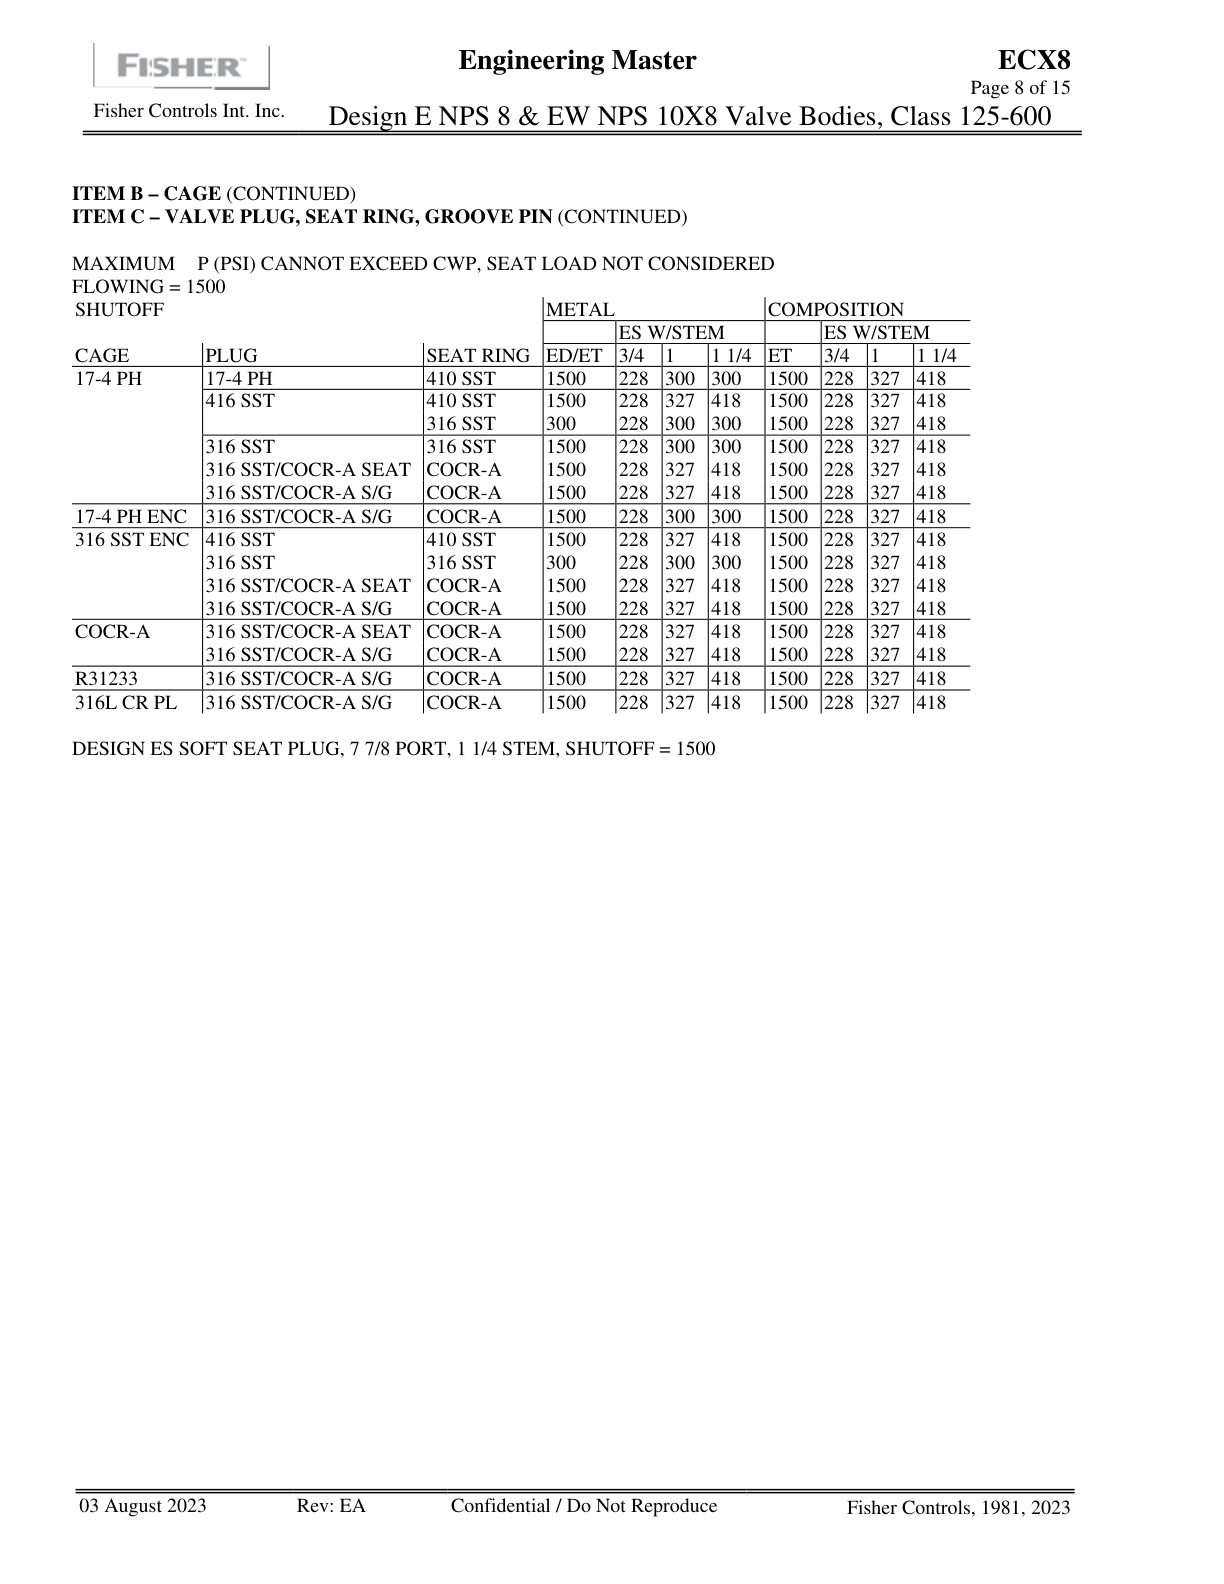 FISHER
Engineering Master
ECX8
Page 8 of 15
Fisher Controls Int. Inc.
Design E NPS 8 & EW NPS 10X8 Valve Bodies, Class 125-600
ITEM B – CAGE (CONTINUED)
ITEM C – VALVE PLUG, SEAT RING, GROOVE PIN (CONTINUED)
MAXIMUM P (PSI) CANNOT EXCEED CWP, SEAT LOAD NOT CONSIDERED
FLOWING = 1500
SHUTOFF METAL COMPOSITION
ES W/STEM ES W/STEM
CAGE PLUG SEAT RING ED/ET 3/4 1 1 1/4 ET 3/4 1 1 1/4
17-4 PH 17-4 PH 410 SST 1500 228 300 300 1500 228 327 418
416 SST 410 SST 1500 228 327 418 1500 228 327 418
316 SST 300 228 300 300 1500 228 327 418
316 SST 316 SST 1500 228 300 300 1500 228 327 418
316 SST/COCR-A SEAT COCR-A 1500 228 327 418 1500 228 327 418
316 SST/COCR-A S/G COCR-A 1500 228 327 418 1500 228 327 418
17-4 PH ENC 316 SST/COCR-A S/G COCR-A 1500 228 300 300 1500 228 327 418
316 SST ENC 416 SST 410 SST 1500 228 327 418 1500 228 327 418
316 SST 316 SST 300 228 300 300 1500 228 327 418
316 SST/COCR-A SEAT COCR-A 1500 228 327 418 1500 228 327 418
316 SST/COCR-A S/G COCR-A 1500 228 327 418 1500 228 327 418
COCR-A 316 SST/COCR-A SEAT COCR-A 1500 228 327 418 1500 228 327 418
316 SST/COCR-A S/G COCR-A 1500 228 327 418 1500 228 327 418
R31233 316 SST/COCR-A S/G COCR-A 1500 228 327 418 1500 228 327 418
316L CR PL 316 SST/COCR-A S/G COCR-A 1500 228 327 418 1500 228 327 418
DESIGN ES SOFT SEAT PLUG, 7 7/8 PORT, 1 1/4 STEM, SHUTOFF = 1500
03 August 2023 Rev: EA Confidential / Do Not Reproduce Fisher Controls, 1981, 2023